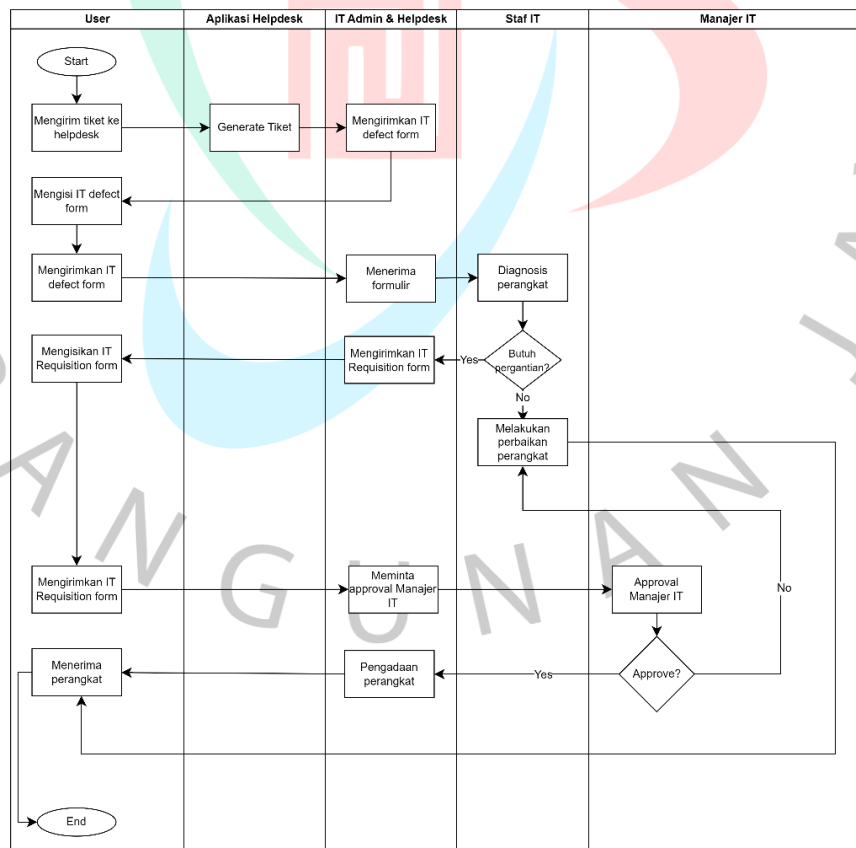 User
Aplikasi Helpdesk
IT Admin & Helpdesk
Staf IT
Manajer IT
Start
Mengirim tiket ke
helpdesk
Generate Tiket
Mengirimkan IT
defect form
Mengisi IT defect
form
Mengirimkan IT
defect form
Menerima
formulir
Diagnosis
perangkat
Mengisikan IT
Requisition form
Mengirimkan IT
Requisition form
Yes
Butuh
pergantian?
No
Melakukan
perbaikan
perangkat
Mengirimkan IT
Requisition form
Meminta
approval Manajer
IT
Approval
Manajer IT
No
Menerima
perangkat
Pengadaan
perangkat
Yes
Approve?
End
ANGUNAN